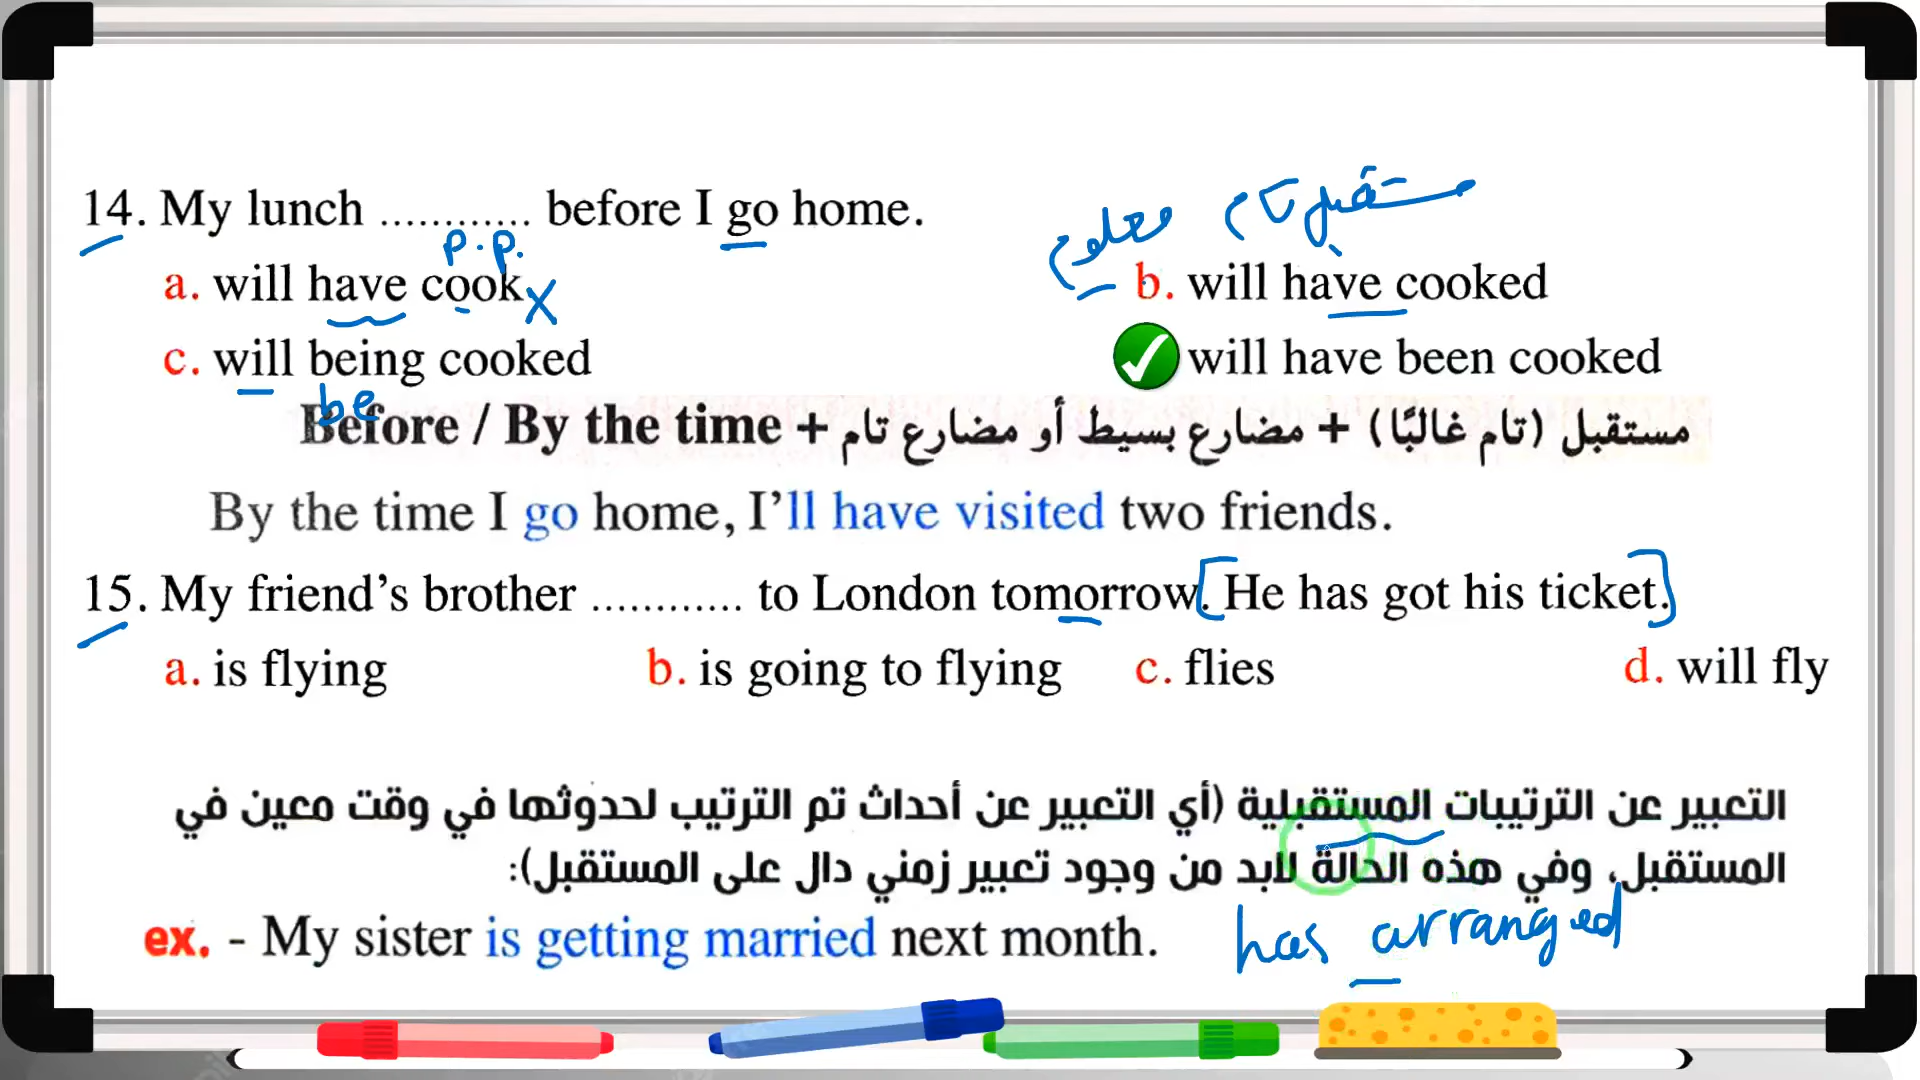 14. My lunch ............ before I go home.
مستقبل تام معلوم
p.p.
a. will have cook X
b. will have cooked
c. will being cooked
will have been cooked
be
Before / By the time + مستقبل (تام غالبًا) + مضارع بسيط أو مضارع تام
By the time I go home, I'll have visited two friends.
15. My friend's brother ............ to London tomorrow. [He has got his ticket.]
a. is flying b. is going to flying c. flies d. will fly
التعبير عن الترتيبات المستقبلية (أي التعبير عن أحداث تم الترتيب لحدوثها في وقت معين في
المستقبل، وفي هذه الحالة لابد من وجود تعبير زمني دال على المستقبل):
ex. - My sister is getting married next month.
has arranged